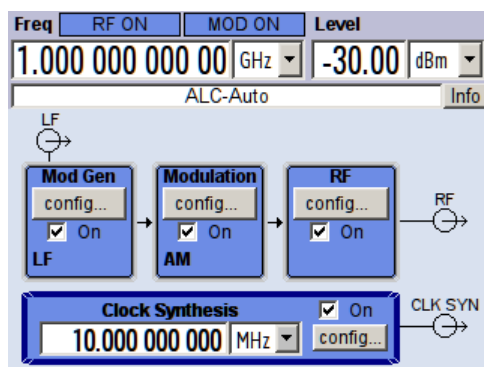 Freq RF ON MOD ON Level
1.000 000 000 00 GHz -30.00 dBm
ALC-Auto Info
LF
Mod Gen Modulation RF
config... config... config... RF
On On On
LF AM
Clock Synthesis On CLK SYN
10.000 000 000 MHz config...